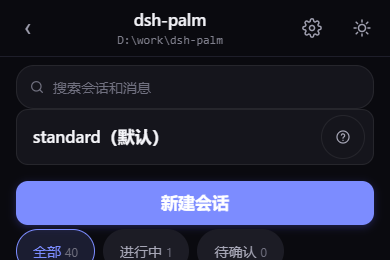 dsh-palm
D:\work\dsh-palm
搜索会话和消息
standard（默认）
新建会话
全部 40 进行中 1 待确认 0